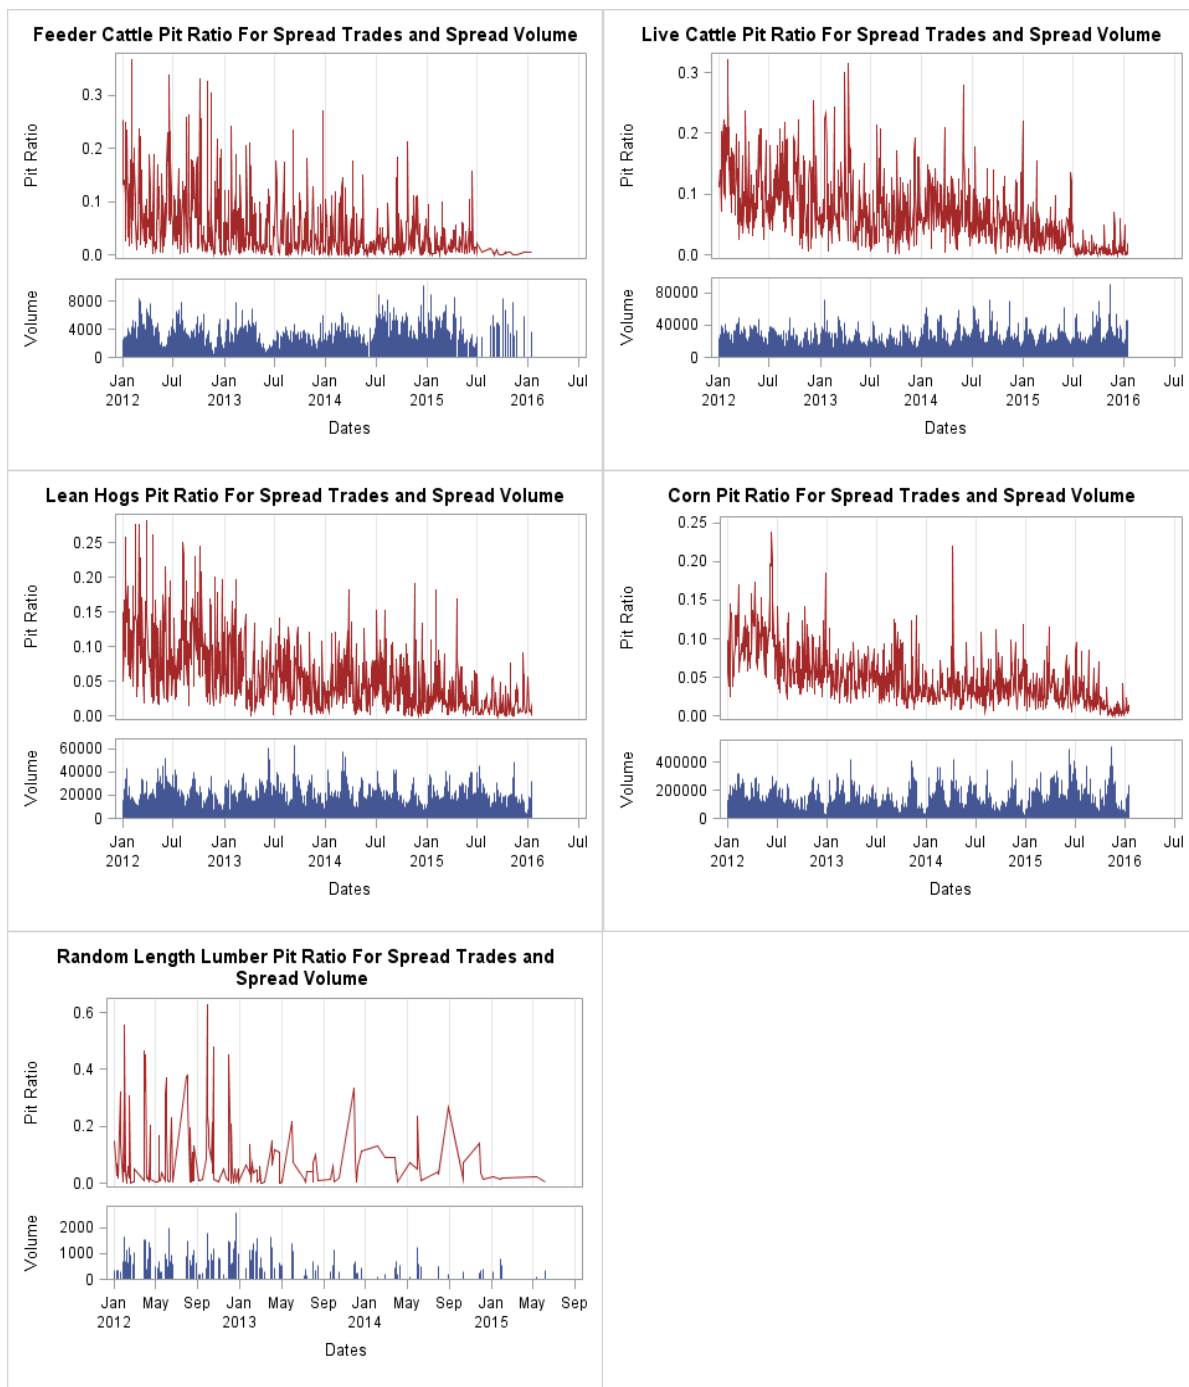 Feeder Cattle Pit Ratio For Spread Trades and Spread Volume
Pit Ratio
0.3
0.2
0.1
0.0
Volume
8000
4000
0
Jan Jul Jan Jul Jan Jul Jan Jul Jan Jul
2012 2013 2014 2015 2016
Dates
Live Cattle Pit Ratio For Spread Trades and Spread Volume
Pit Ratio
0.3
0.2
0.1
0.0
Volume
80000
40000
0
Jan Jul Jan Jul Jan Jul Jan Jul Jan Jul
2012 2013 2014 2015 2016
Dates
Lean Hogs Pit Ratio For Spread Trades and Spread Volume
Pit Ratio
0.25
0.20
0.15
0.10
0.05
0.00
Volume
60000
40000
20000
0
Jan Jul Jan Jul Jan Jul Jan Jul Jan Jul
2012 2013 2014 2015 2016
Dates
Corn Pit Ratio For Spread Trades and Spread Volume
Pit Ratio
0.25
0.20
0.15
0.10
0.05
0.00
Volume
400000
200000
0
Jan Jul Jan Jul Jan Jul Jan Jul Jan Jul
2012 2013 2014 2015 2016
Dates
Random Length Lumber Pit Ratio For Spread Trades and
Spread Volume
Pit Ratio
0.6
0.4
0.2
0.0
Volume
2000
1000
0
Jan May Sep Jan May Sep Jan May Sep Jan May Sep
2012 2013 2014 2015
Dates